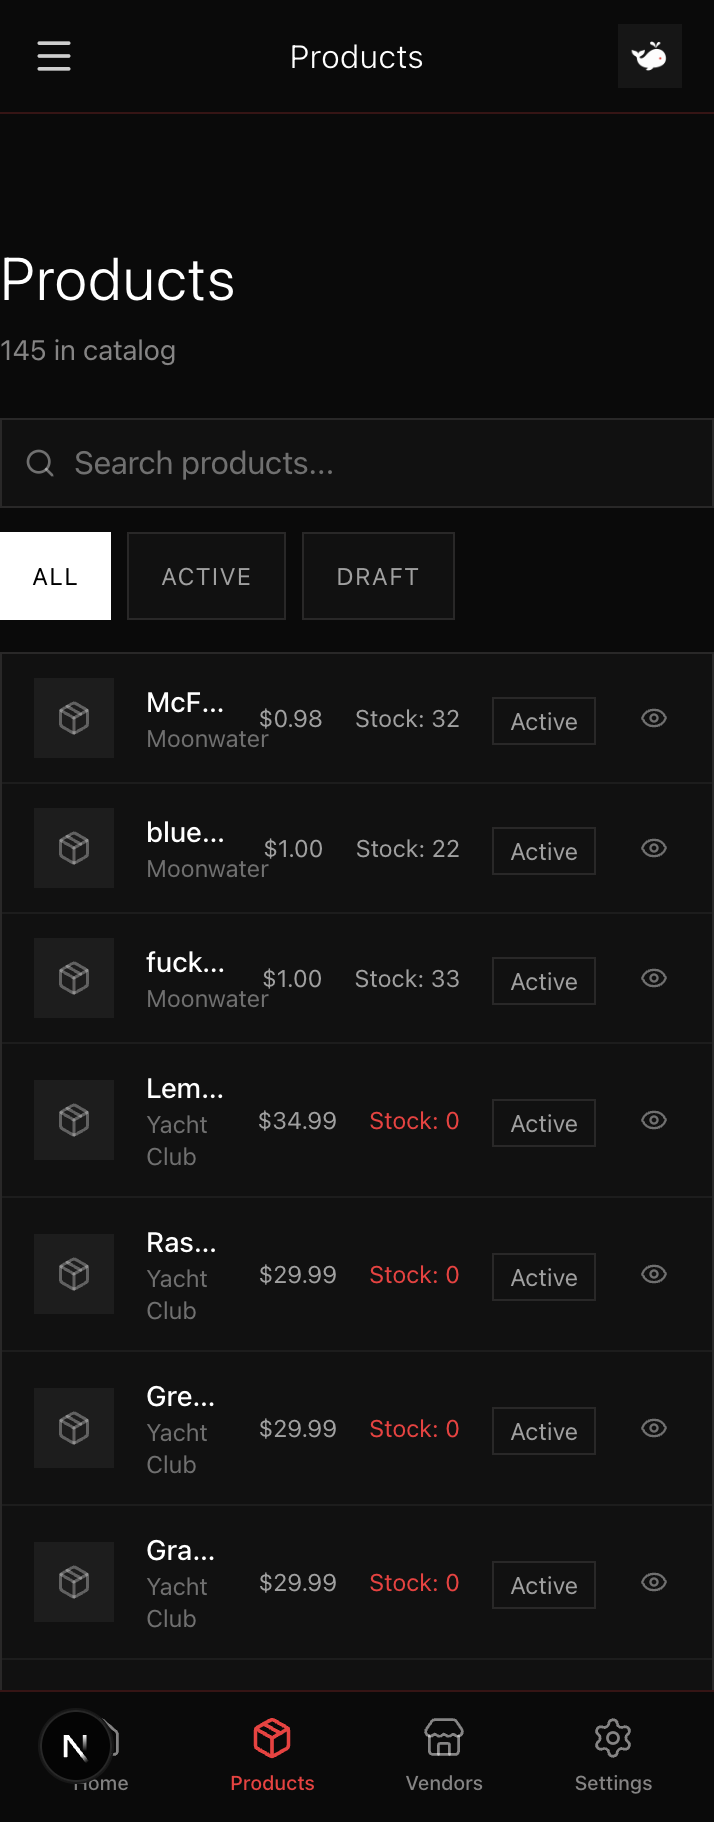 Products
Products
145 in catalog
Search products...
ALL ACTIVE DRAFT
McF...
Moonwater
$0.98 Stock: 32 Active
blue...
Moonwater
$1.00 Stock: 22 Active
fuck...
Moonwater
$1.00 Stock: 33 Active
Lem...
Yacht
Club
$34.99 Stock: 0 Active
Ras...
Yacht
Club
$29.99 Stock: 0 Active
Gre...
Yacht
Club
$29.99 Stock: 0 Active
Gra...
Yacht
Club
$29.99 Stock: 0 Active
N
Home Products Vendors Settings